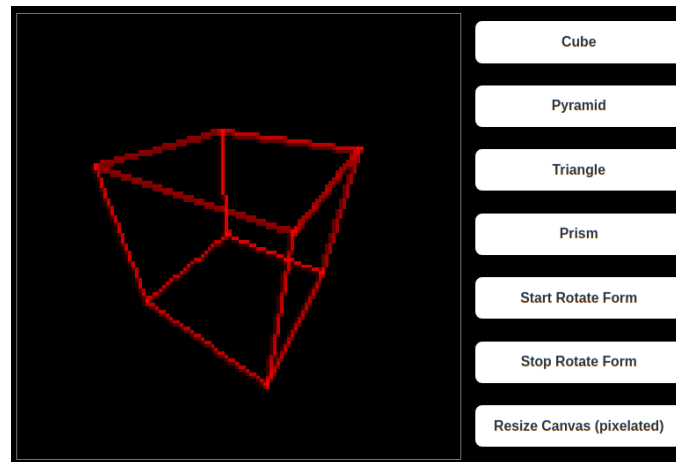 Cube
Pyramid
Triangle
Prism
Start Rotate Form
Stop Rotate Form
Resize Canvas (pixelated)